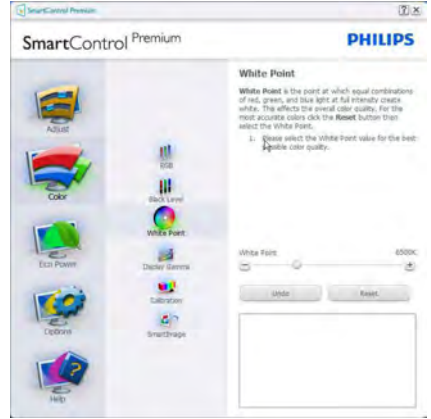 SmartControl Premium
SmartControl Premium
PHILIPS
Adjust
Color
Eco Power
Options
Help
RGB
Black Level
White Point
Display Gamma
Calibration
SmartImage
White Point
White Point is the point at which equal combinations
of red, green, and blue light at full intensity create
white. This effects the overall color quality. For the
most accurate colors click the Reset button then
select the White Point.
1. Please select the White Point value for the best
possible color quality.
White Point 6500K
Undo Reset